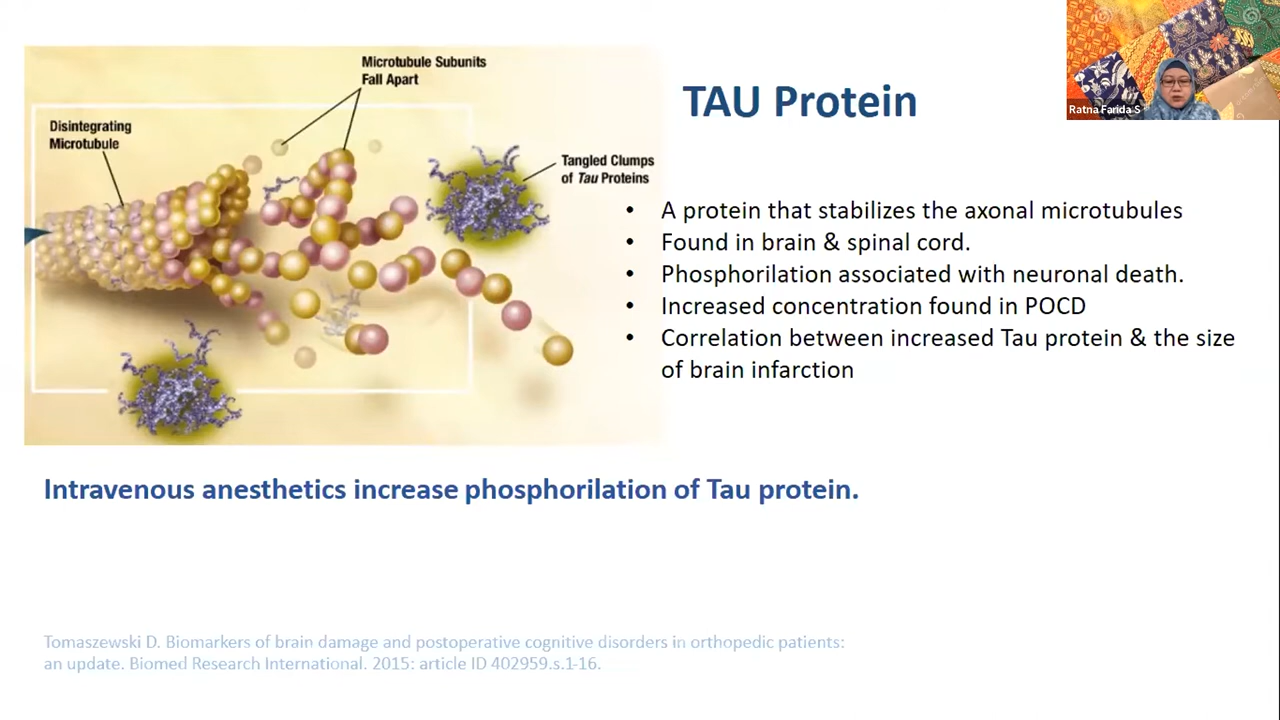 Microtubule Subunits
Fall Apart
Disintegrating
Microtubule
Tangled Clumps
of Tau Proteins
TAU Protein
Ratna Farida S
• A protein that stabilizes the axonal microtubules
• Found in brain & spinal cord.
• Phosphorilation associated with neuronal death.
• Increased concentration found in POCD
• Correlation between increased Tau protein & the size
of brain infarction
Intravenous anesthetics increase phosphorilation of Tau protein.
Tomaszewski D. Biomarkers of brain damage and postoperative cognitive disorders in orthopedic patients:
an update. Biomed Research International. 2015: article ID 402959.s.1-16.